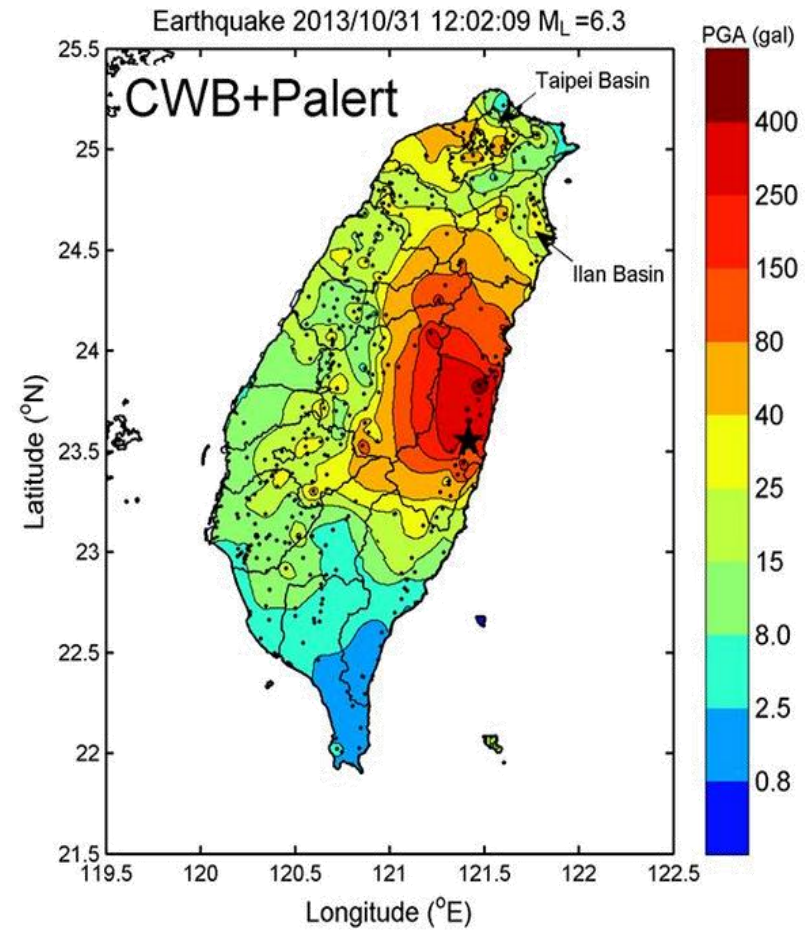 Earthquake 2013/10/31 12:02:09 M_L =6.3
PGA (gal)
CWB+Palert
Taipei Basin
Ilan Basin
25.5
25
24.5
24
23.5
23
22.5
22
21.5
Latitude (°N)
119.5 120 120.5 121 121.5 122 122.5
Longitude (°E)
400
250
150
80
40
25
15
8.0
2.5
0.8